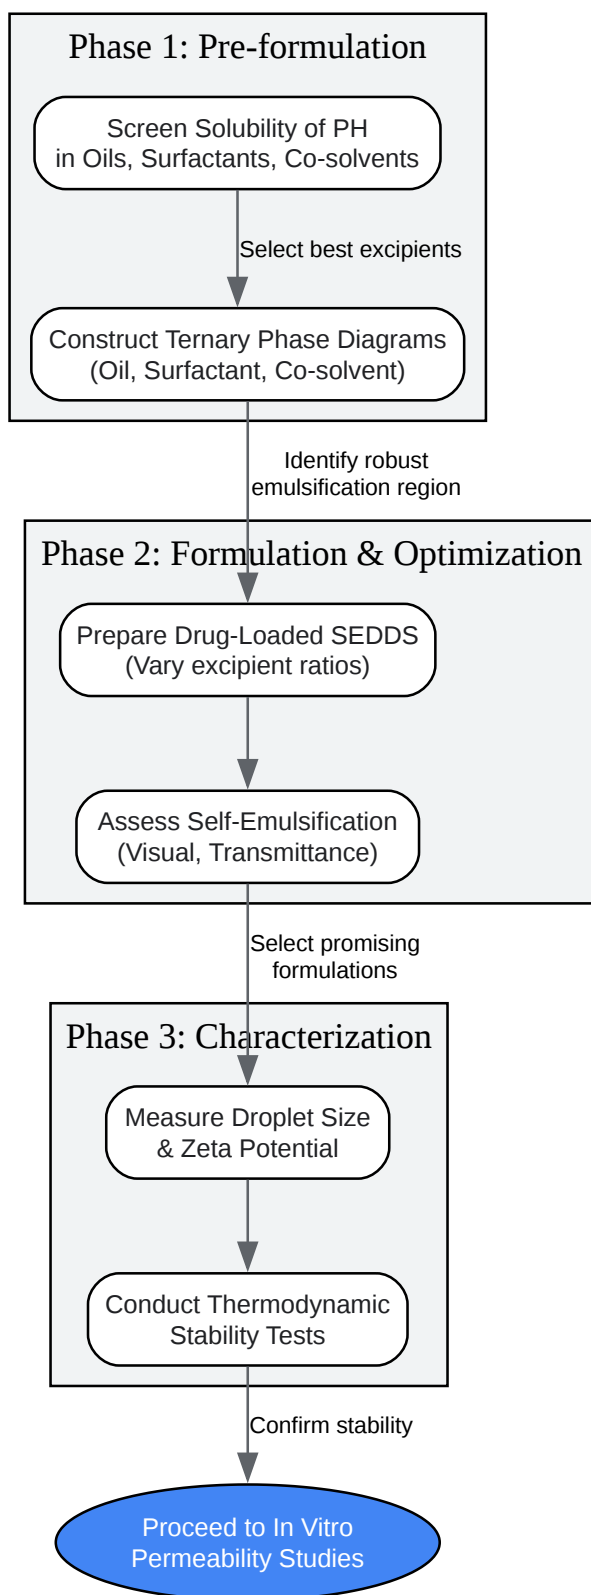 Phase 1: Pre-formulation
Screen Solubility of PH
in Oils, Surfactants, Co-solvents
Select best excipients
Construct Ternary Phase Diagrams
(Oil, Surfactant, Co-solvent)
Identify robust
emulsification region
Phase 2: Formulation & Optimization
Prepare Drug-Loaded SEDDS
(Vary excipient ratios)
Assess Self-Emulsification
(Visual, Transmittance)
Select promising
formulations
Phase 3: Characterization
Measure Droplet Size
& Zeta Potential
Conduct Thermodynamic
Stability Tests
Confirm stability
Proceed to In Vitro
Permeability Studies